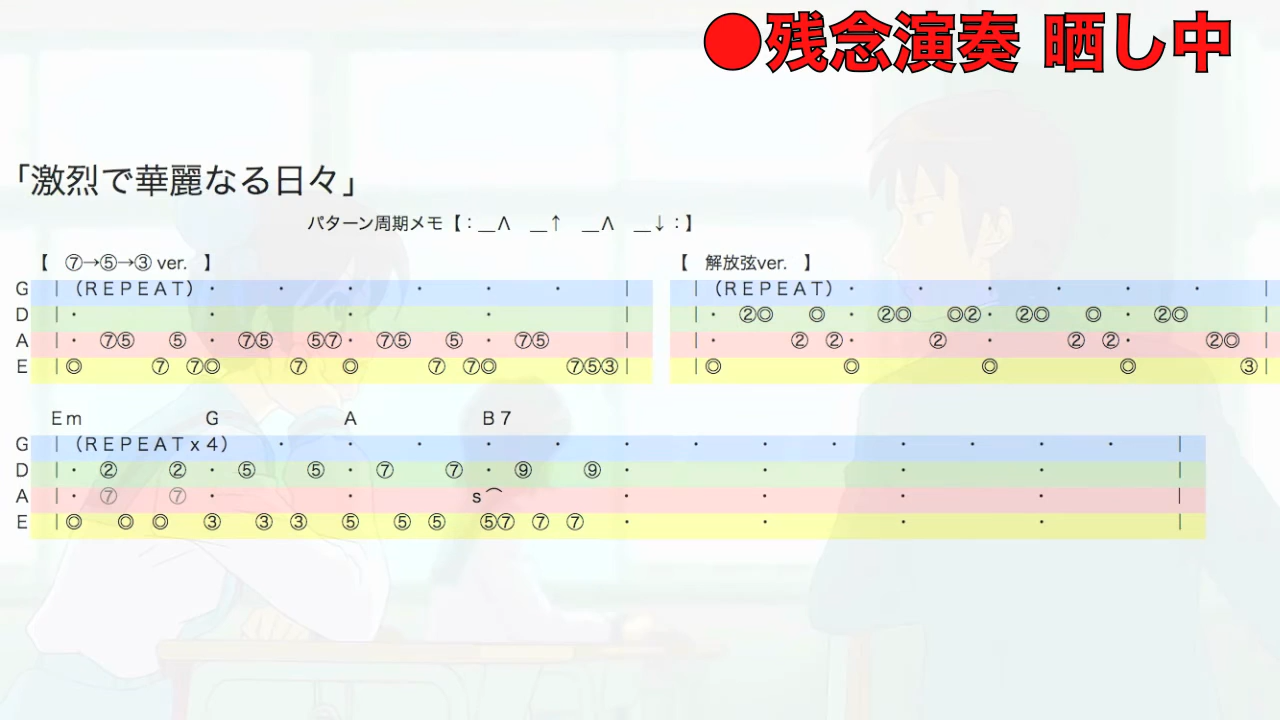 ●残念演奏 晒し中
「激烈で華麗なる日々」
パターン周期メモ【：＿Λ　＿↑　＿Λ　＿↓：】
【　⑦→⑤→③ ver.　】
G ｜（ＲＥＰＥＡＴ）・　・　・　・　・　・　｜
D ｜・　・　・　・　｜
A ｜・ ⑦⑤ ⑤ ・ ⑦⑤ ⑤⑦・ ⑦⑤ ⑤ ・ ⑦⑤ ｜
E ｜◎ ⑦ ⑦◎ ⑦ ◎ ⑦ ⑦◎ ⑦⑤③｜
【　解放弦ver.　】
｜（ＲＥＰＥＡＴ）・　・　・　・　・　・　｜
｜・ ②◎ ◎ ・ ②◎ ◎②・ ②◎ ◎ ・ ②◎ ｜
｜・ ② ②・ ② ・ ② ②・ ②◎ ｜
｜◎ ◎ ◎ ◎ ③｜
Ｅｍ　Ｇ　Ａ　Ｂ７
G ｜（ＲＥＰＥＡＴｘ４）　・　・　・　・　・　・　・　・　・　・　・　・　・　｜
D ｜・ ② ② ・ ⑤ ⑤ ・ ⑦ ⑦ ・ ⑨ ⑨ ・ ・ ・ ・ ｜
A ｜・ ⑦ ⑦ ・ ・ s⌒ ・ ・ ・ ・ ｜
E ｜◎ ◎ ◎ ③ ③ ③ ⑤ ⑤ ⑤ ⑤⑦ ⑦ ⑦ ・ ・ ・ ・ ｜